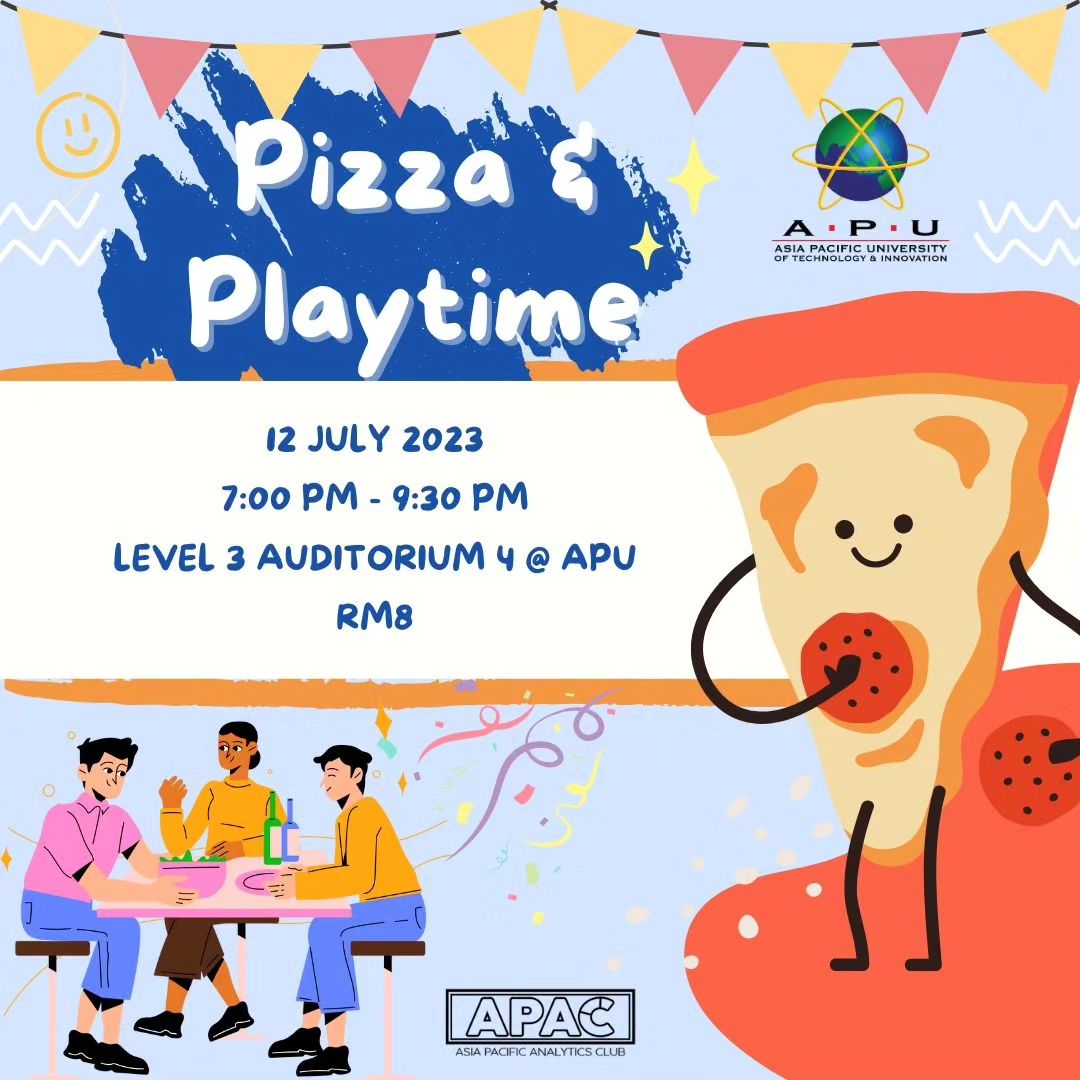 Pizza &
Playtime
A·P·U
ASIA PACIFIC UNIVERSITY
OF TECHNOLOGY & INNOVATION
12 JULY 2023
7:00 PM - 9:30 PM
LEVEL 3 AUDITORIUM 4 @ APU
RM8
APAC
ASIA PACIFIC ANALYTICS CLUB